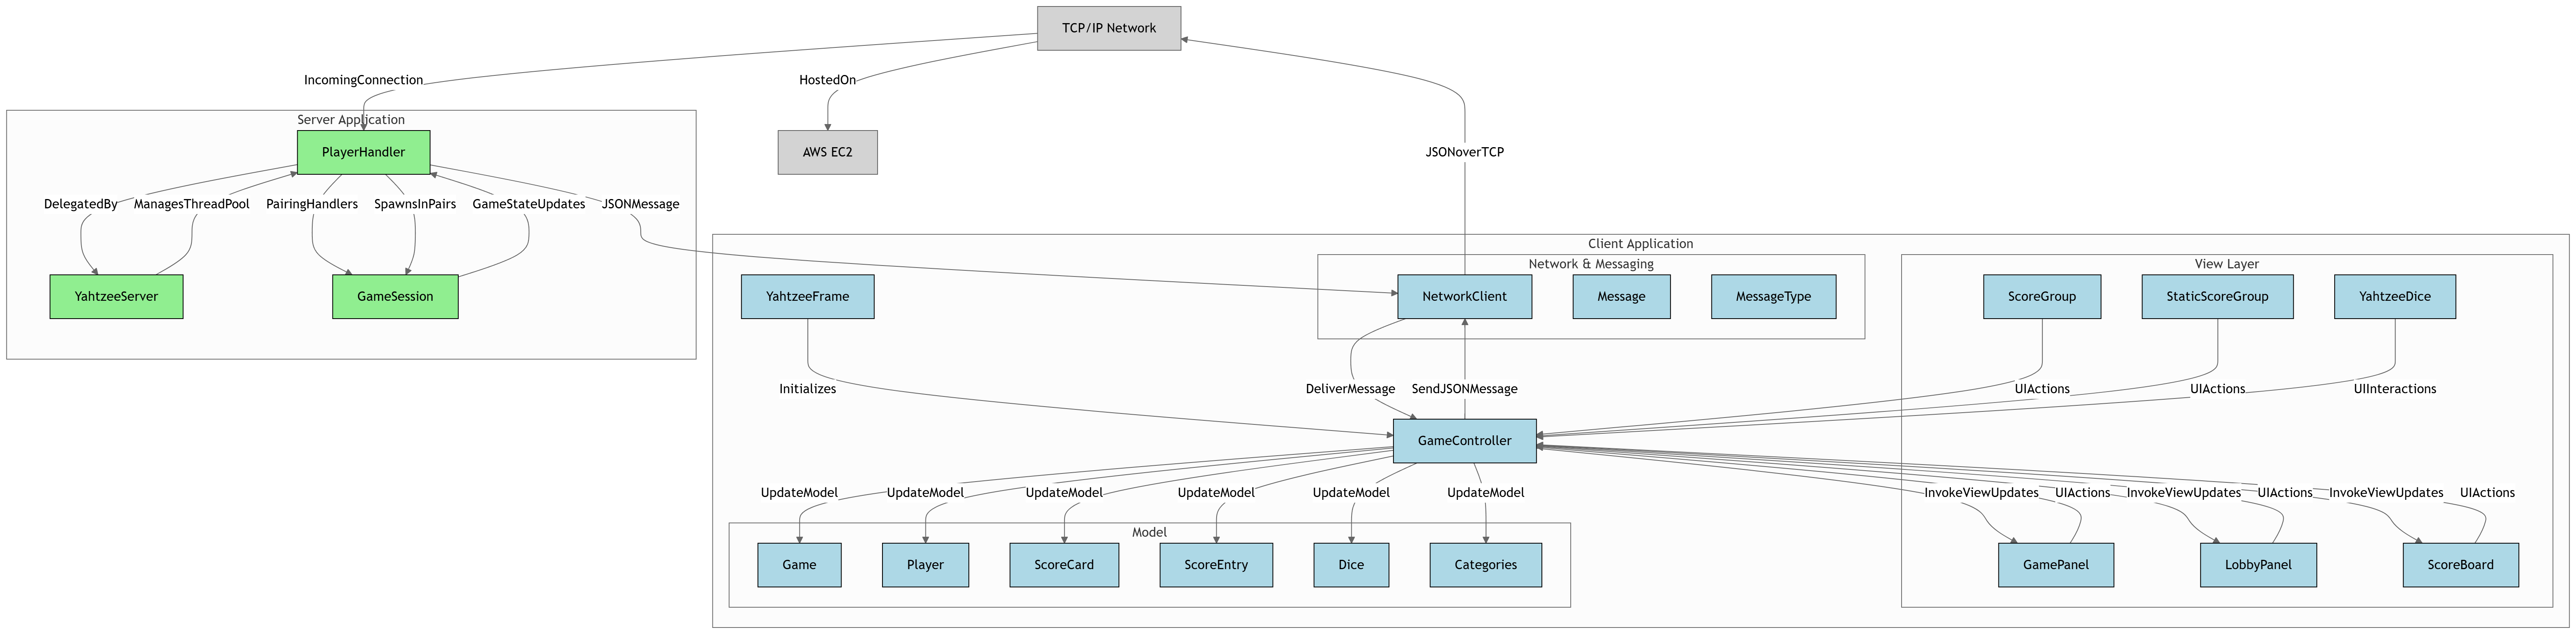 TCP/IP Network
IncomingConnection
HostedOn
Server Application
PlayerHandler
AWS EC2
JSONoverTCP
DelegatedBy
ManagesThreadPool
PairingHandlers
SpawnsInPairs
GameStateUpdates
JSONMessage
Client Application
Network & Messaging
View Layer
YahtzeeServer
GameSession
YahtzeeFrame
NetworkClient
Message
MessageType
ScoreGroup
StaticScoreGroup
YahtzeeDice
Initializes
DeliverMessage
SendJSONMessage
UIActions
UIActions
UIInteractions
GameController
UpdateModel
UpdateModel
UpdateModel
UpdateModel
UpdateModel
UpdateModel
InvokeViewUpdates
UIActions
InvokeViewUpdates
UIActions
InvokeViewUpdates
UIActions
Model
Game
Player
ScoreCard
ScoreEntry
Dice
Categories
GamePanel
LobbyPanel
ScoreBoard